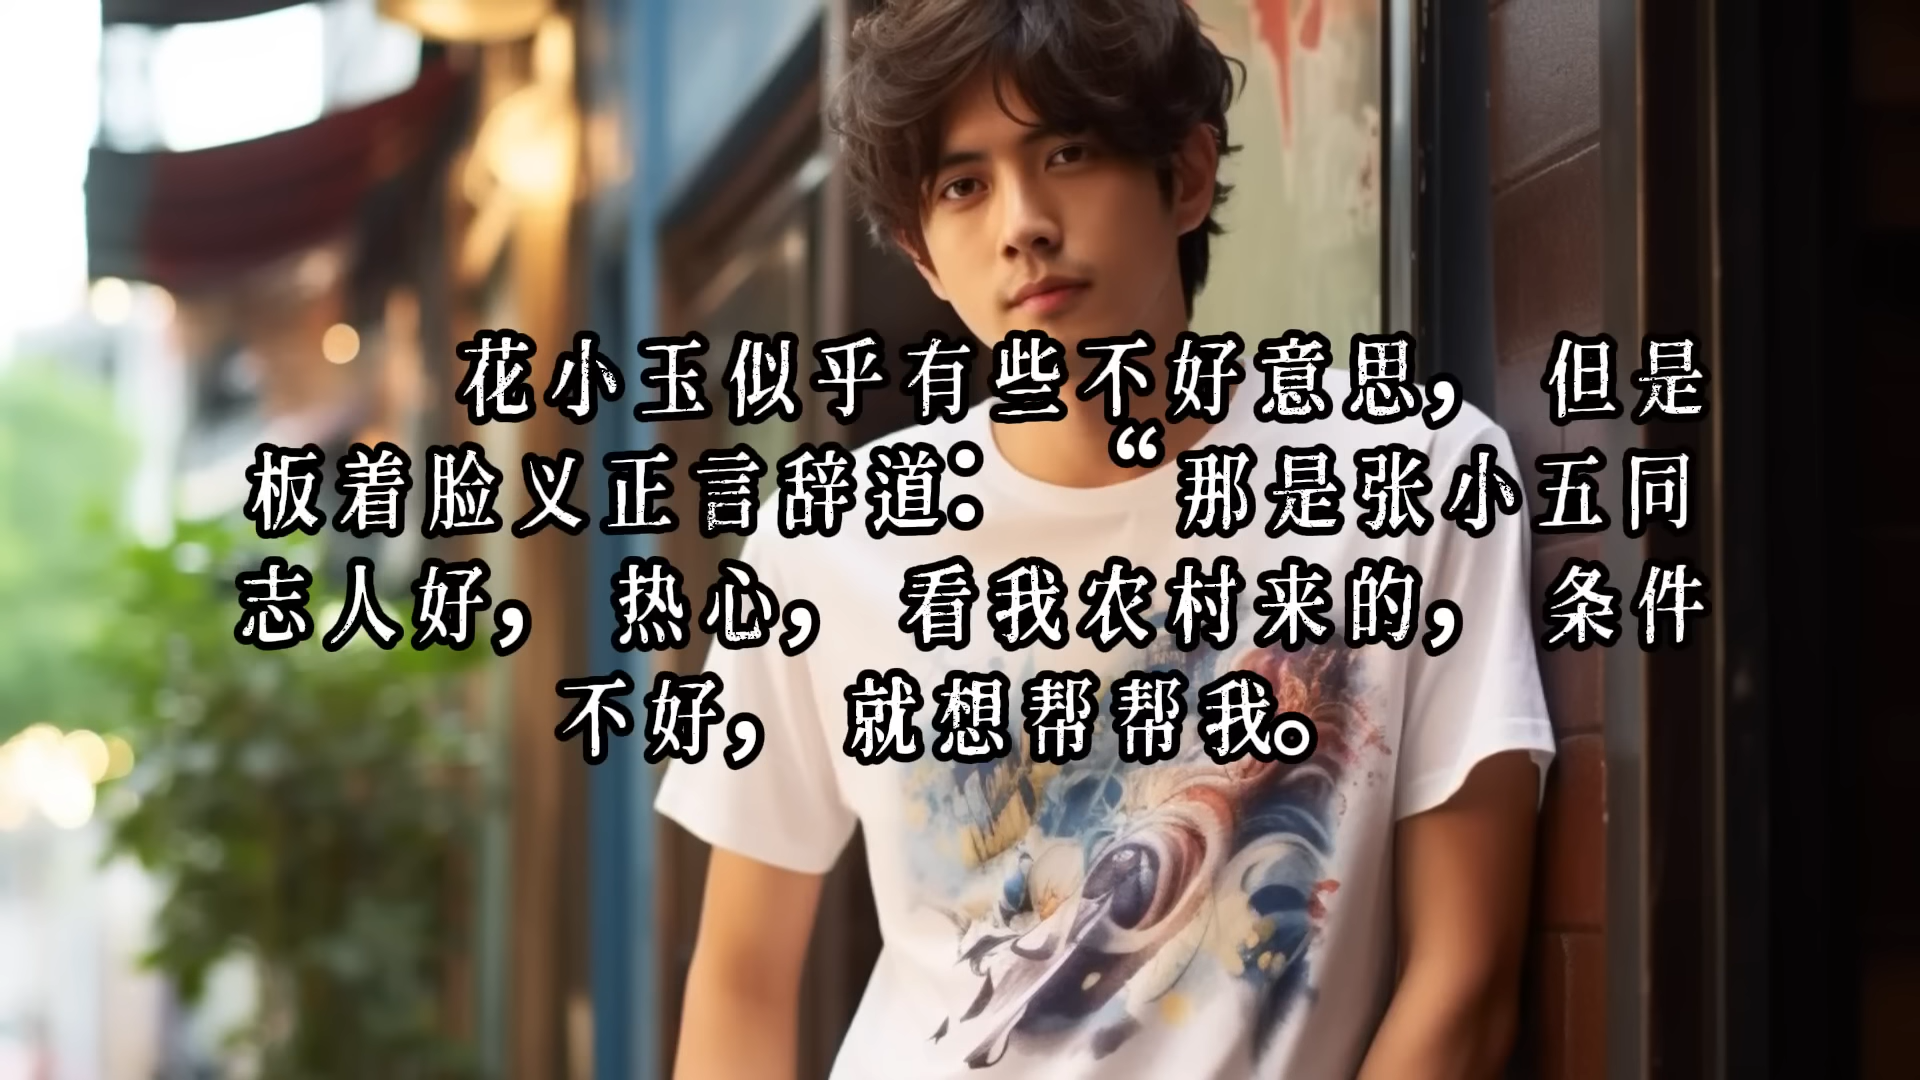 花小玉似乎有些不好意思，但是
板着脸义正言辞道：“那是张小五同
志人好，热心，看我农村来的，条件
不好，就想帮帮我。